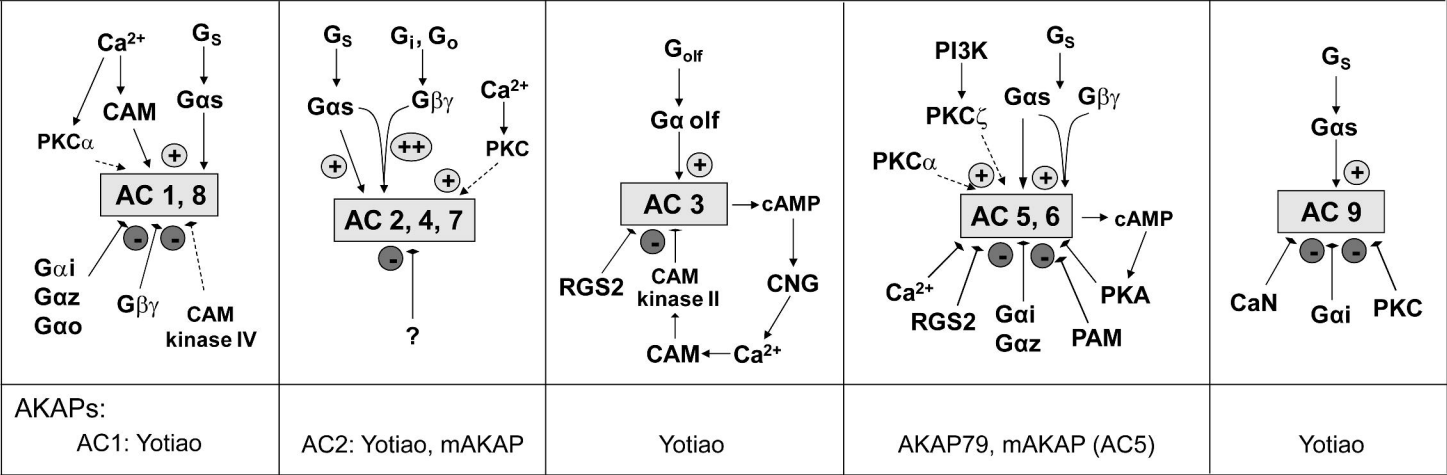 Ca²⁺
Gₛ
CAM
Gαs
PKCα
+
AC 1, 8
-
-
Gαi
Gαz
Gαo
Gβγ
CAM
kinase IV
Gₛ
Gᵢ, Gₒ
Gαs
Gβγ
Ca²⁺
PKC
+
++
+
AC 2, 4, 7
-
?
Gₒₗf
Gα olf
+
AC 3
cAMP
-
RGS2
CAM
kinase II
CNG
CAM
Ca²⁺
PI3K
Gₛ
PKCζ
Gαs
Gβγ
PKCα
+
+
AC 5, 6
cAMP
-
-
Ca²⁺
RGS2
Gαi
Gαz
PAM
PKA
Gₛ
Gαs
+
AC 9
-
-
CaN
Gαi
PKC
AKAPs:
AC1: Yotiao
AC2: Yotiao, mAKAP
Yotiao
AKAP79, mAKAP (AC5)
Yotiao